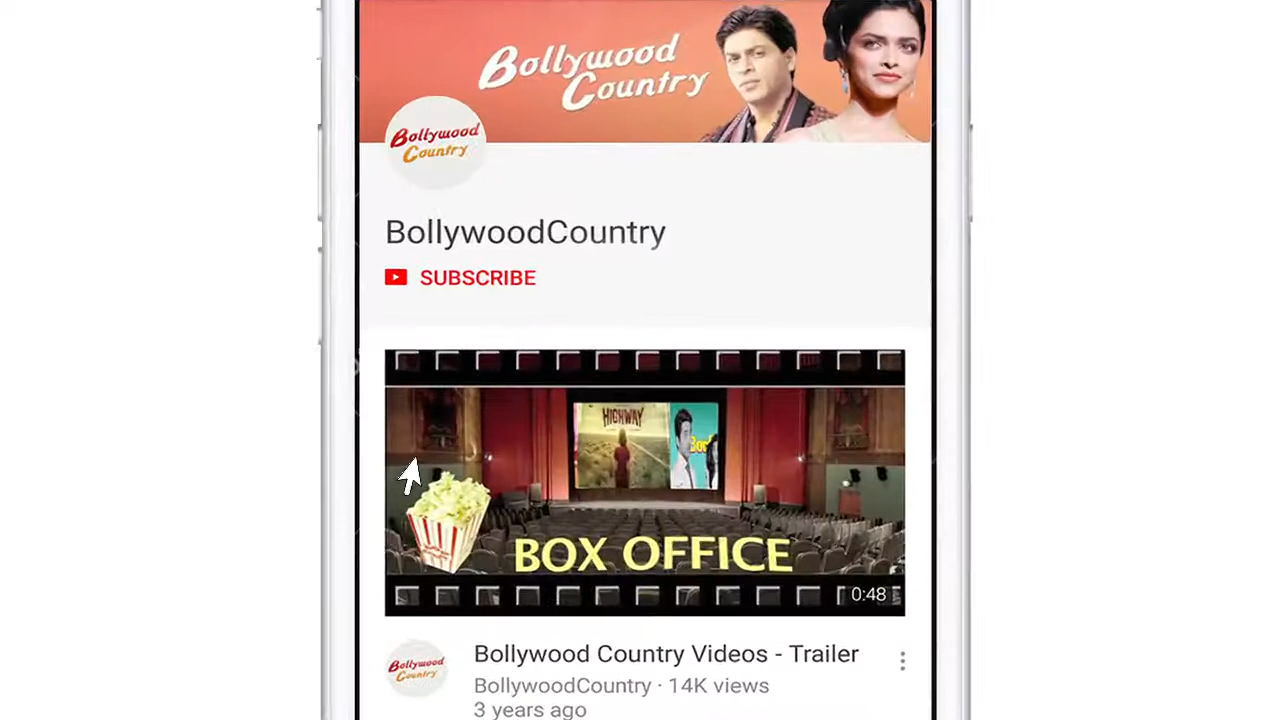 Bollywood
Country
Bollywood
Country
BollywoodCountry
SUBSCRIBE
HIGHWAY
BOX OFFICE
0:48
Bollywood
Country
Bollywood Country Videos - Trailer
BollywoodCountry · 14K views
3 years ago